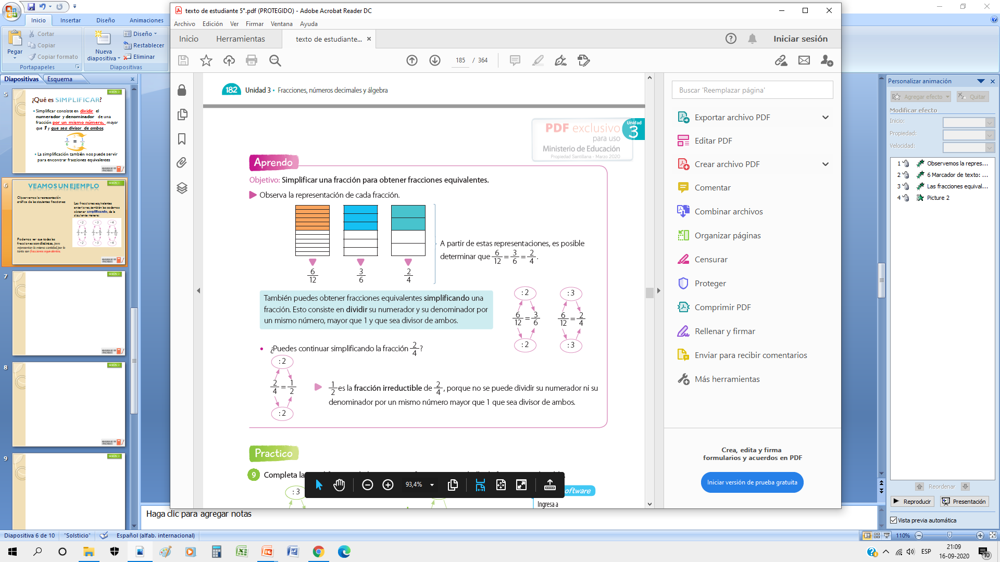 texto de estudiante 5°.pdf (PROTEGIDO) - Adobe Acrobat Reader DC
Archivo Edición Ver Firmar Ventana Ayuda
Inicio Herramientas texto de estudiante... ×
Iniciar sesión
185 / 364
Inicio Insertar Diseño Animaciones
Pegar
Cortar
Copiar
Copiar formato
Portapapeles
Nueva diapositiva
Diseño
Restablecer
Eliminar
Diapositivas
Diapositivas Esquema
5
SESIÓN 3
¿Qué es SIMPLIFICAR?
• Simplificar consiste en dividir el
numerador y denominador de una
fracción por un mismo número, mayor
que 1 y que sea divisor de ambos.
3/6 = 1/2
• La simplificación también nos puede servir
para encontrar fracciones equivalentes
6
VEAMOS UN EJEMPLO
Observemos la representación
gráfica de las siguientes fracciones
Las fracciones equivalentes
anteriores, también las podemos
obtener amplificando, de la
siguiente manera:
Podemos ver que todas las
fracciones son distintas, pero
representan la misma cantidad, por lo
tanto son fracciones equivalentes.
7
8
9
182 Unidad 3 • Fracciones, números decimales y álgebra
PDF exclusivo
para uso
Ministerio de Educación
Propiedad Santillana - Marzo 2020
Unidad
3
Aprendo
Objetivo: Simplificar una fracción para obtener fracciones equivalentes.
Observa la representación de cada fracción.
6/12 3/6 2/4
A partir de estas representaciones, es posible
determinar que 6/12 = 3/6 = 2/4.
También puedes obtener fracciones equivalentes simplificando una
fracción. Esto consiste en dividir su numerador y su denominador por
un mismo número, mayor que 1 y que sea divisor de ambos.
: 2 : 3
6/12 = 3/6 6/12 = 2/4
: 2 : 3
• ¿Puedes continuar simplificando la fracción 2/4?
: 2
2/4 = 1/2
: 2
1/2 es la fracción irreductible de 2/4, porque no se puede dividir su numerador ni su
denominador por un mismo número mayor que 1 que sea divisor de ambos.
Practico
9 Completa la
: 3
93,4%
oftware
Ingresa a
Buscar 'Reemplazar página'
Exportar archivo PDF
Editar PDF
Crear archivo PDF
Comentar
Combinar archivos
Organizar páginas
Censurar
Proteger
Comprimir PDF
Rellenar y firmar
Enviar para recibir comentarios
Más herramientas
Crea, edita y firma
formularios y acuerdos en PDF
Iniciar versión de prueba gratuita
Personalizar animación
Agregar efecto Quitar
Modificar efecto
Inicio:
Propiedad:
Velocidad:
1 Observemos la repres...
2 6 Marcador de texto: ...
3 Las fracciones equival...
4 Picture 2
Reordenar
Reproducir Presentación
Vista previa automática
Haga clic para agregar notas
Diapositiva 6 de 10 "Solsticio" Español (alfab. internacional)
110%
ESP
21:09
16-09-2020
10